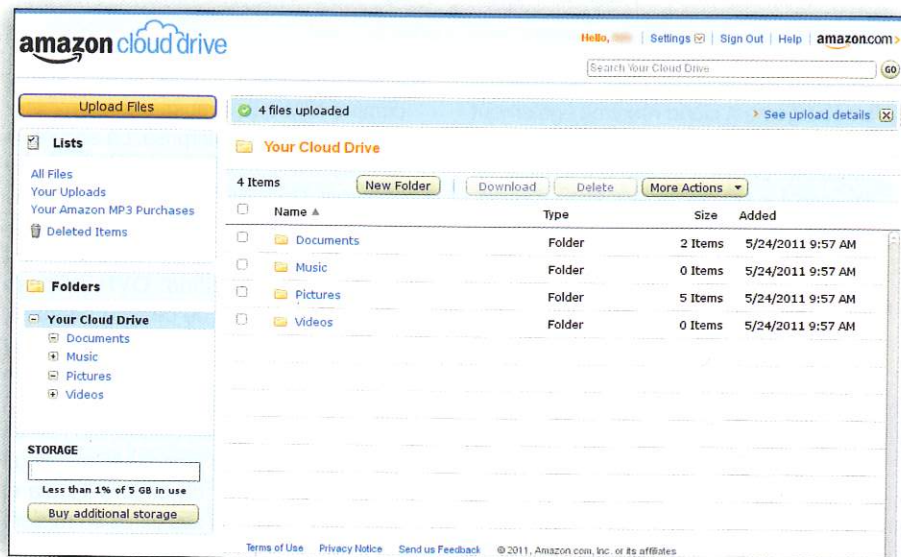 amazon cloud drive
Hello, Settings | Sign Out | Help | amazon.com>
Search Your Cloud Drive GO
Upload Files
4 files uploaded
> See upload details
Lists
All Files
Your Uploads
Your Amazon MP3 Purchases
Deleted Items
Folders
Your Cloud Drive
Documents
Music
Pictures
Videos
STORAGE
Less than 1% of 5 GB in use
Buy additional storage
Your Cloud Drive
4 Items New Folder | Download Delete More Actions
Name Type Size Added
Documents Folder 2 Items 5/24/2011 9:57 AM
Music Folder 0 Items 5/24/2011 9:57 AM
Pictures Folder 5 Items 5/24/2011 9:57 AM
Videos Folder 0 Items 5/24/2011 9:57 AM
Terms of Use Privacy Notice Send us Feedback © 2011, Amazon.com, Inc. or its affiliates